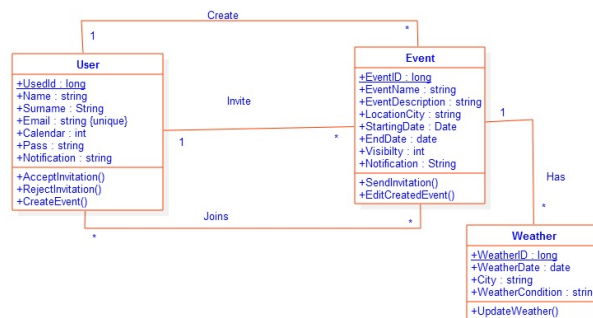 Create
1
*
User
+UsedId : long
+Name : string
+Surname : String
+Email : string {unique}
+Calendar : int
+Pass : string
+Notification : string
+AcceptInvitation()
+RejectInvitation()
+CreateEvent()
Invite
1
*
Event
+EventID : long
+EventName : string
+EventDescription : string
+LocationCity : string
+StartingDate : Date
+EndDate : date
+Visibilty : int
+Notification : String
+SendInvitation()
+EditCreatedEvent()
1
Has
*
Joins
*
*
Weather
+WeatherID : long
+WeatherDate : date
+City : string
+WeatherCondition : string
+UpdateWeather()